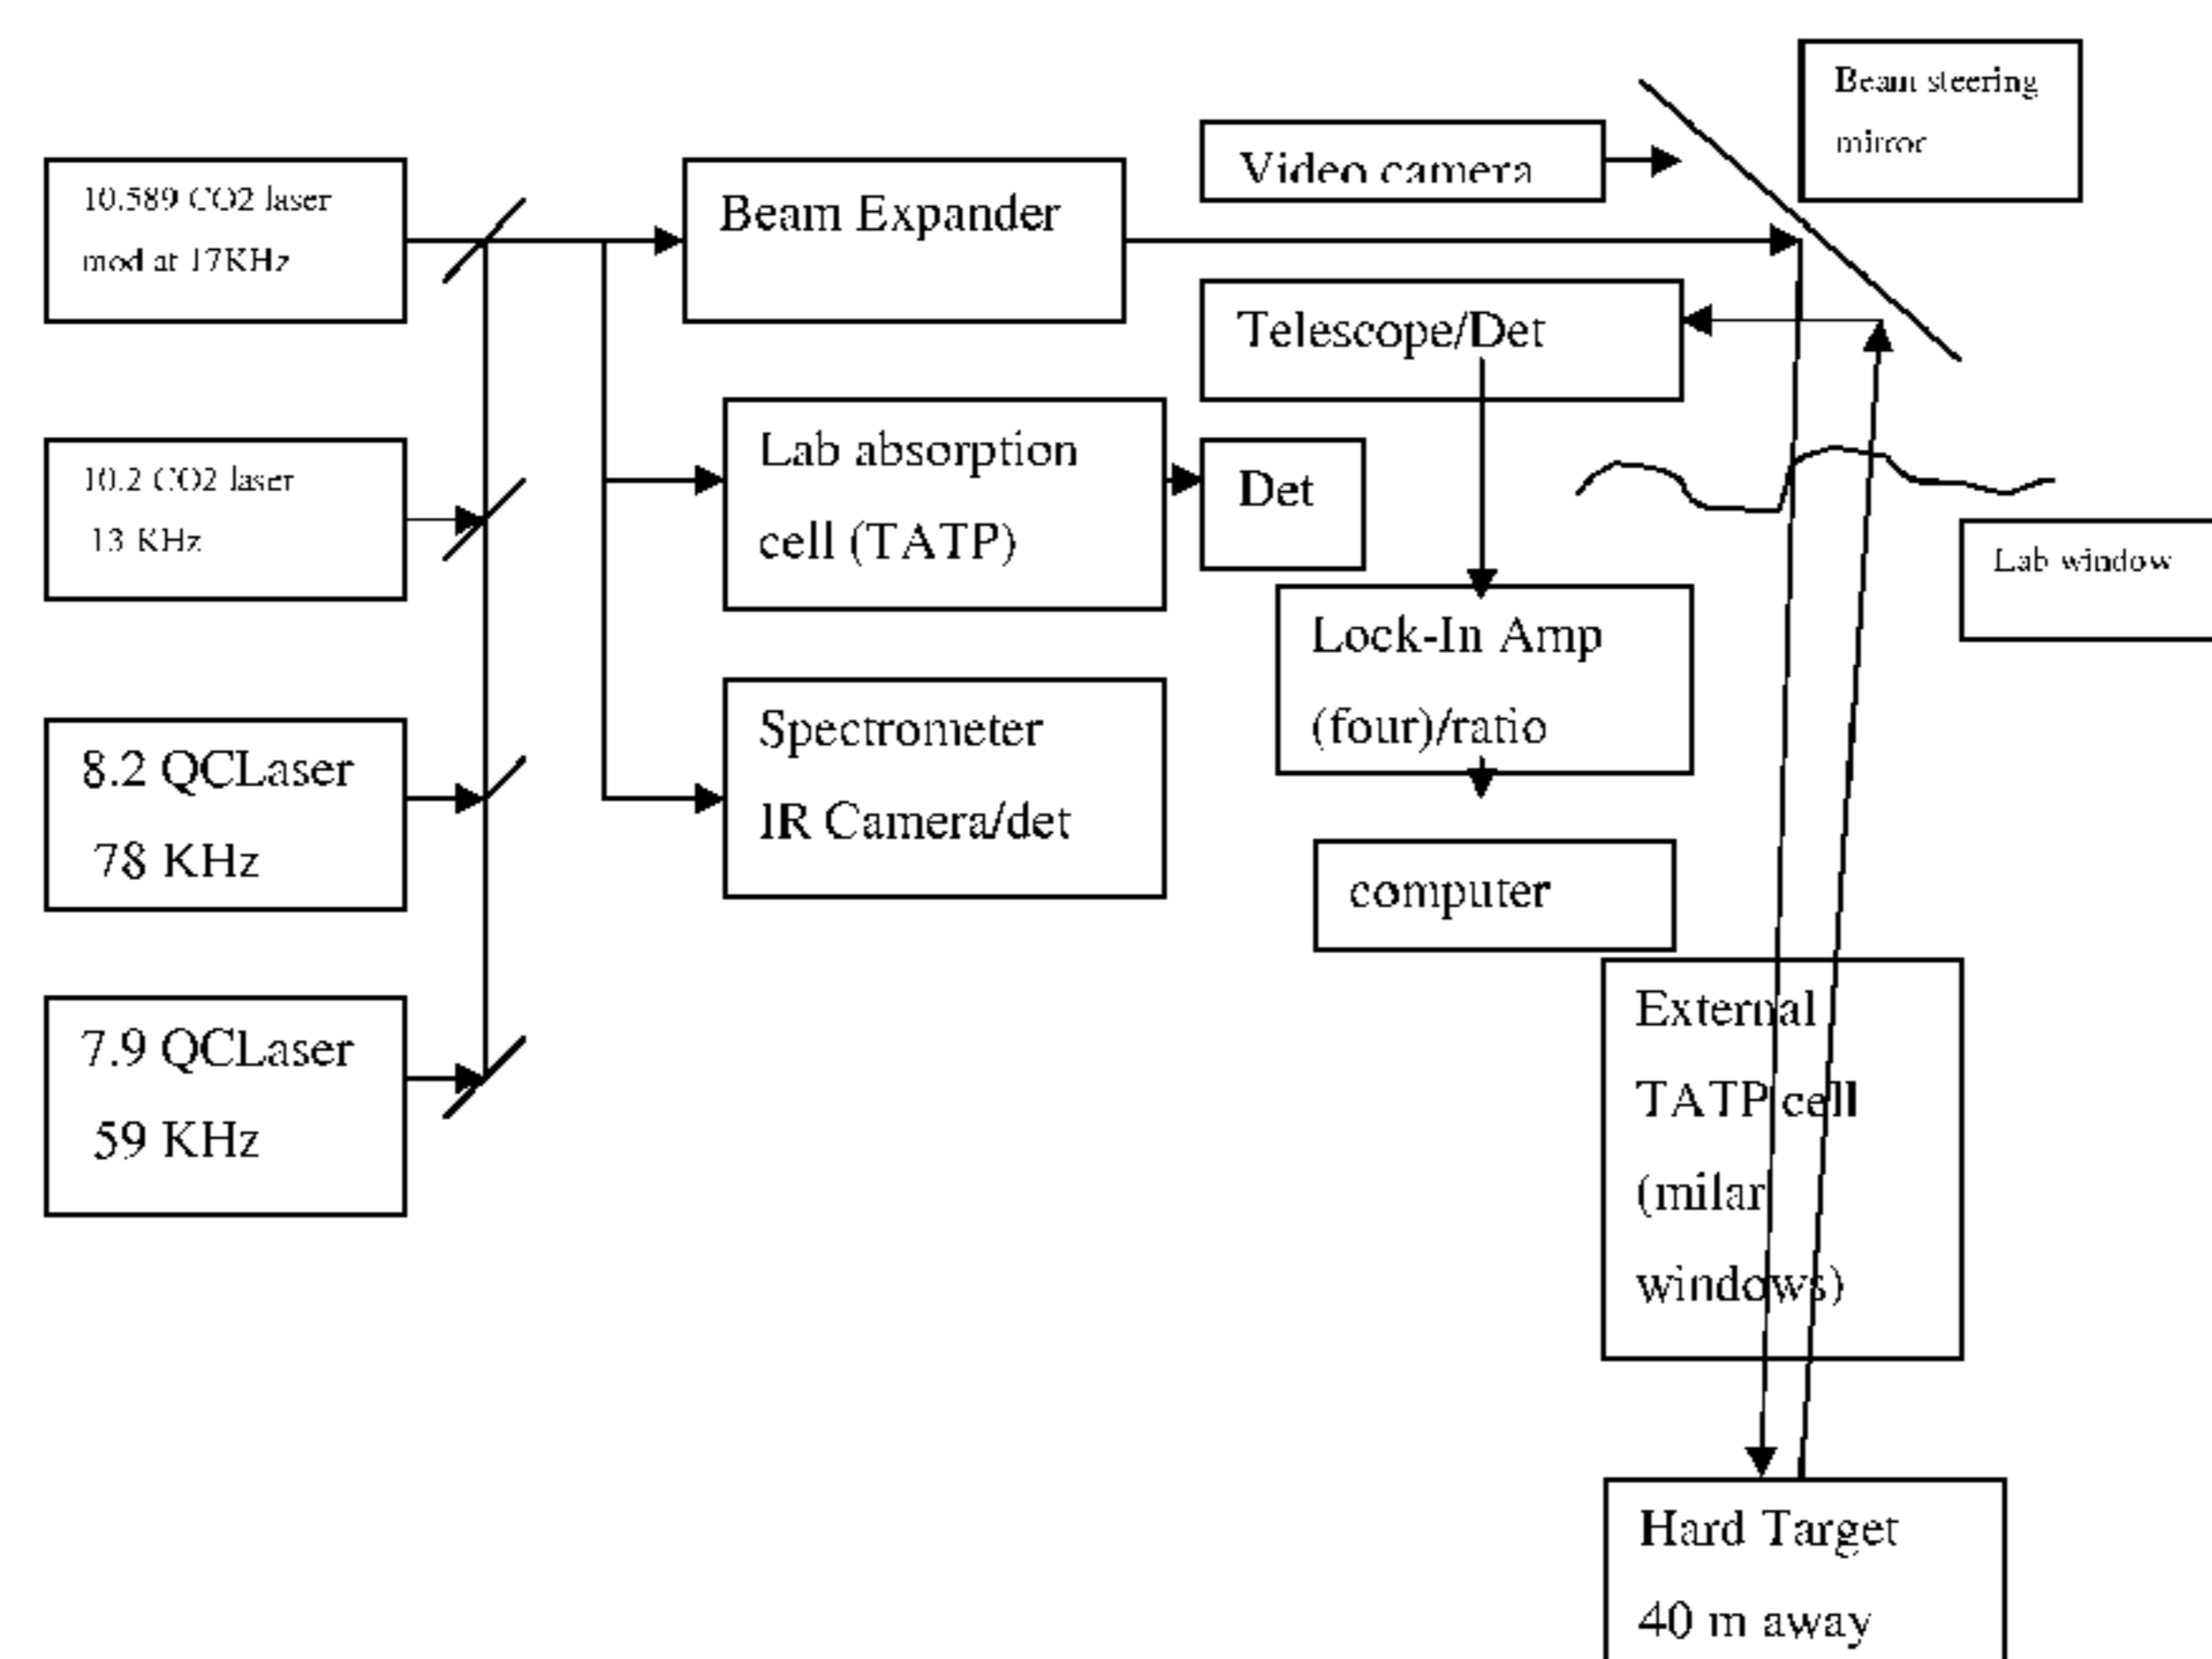 Beam steering
mirror
Video camera
10.589 CO2 laser
mod at 17KHz
Beam Expander
Telescope/Det
Lab absorption
cell (TATP)
Det
10.2 CO2 laser
13 KHz
Lab window
Lock-In Amp
(four)/ratio
Spectrometer
IR Camera/det
8.2 QCLaser
78 KHz
computer
External
TATP cell
(milar
windows)
7.9 QCLaser
59 KHz
Hard Target
40 m away